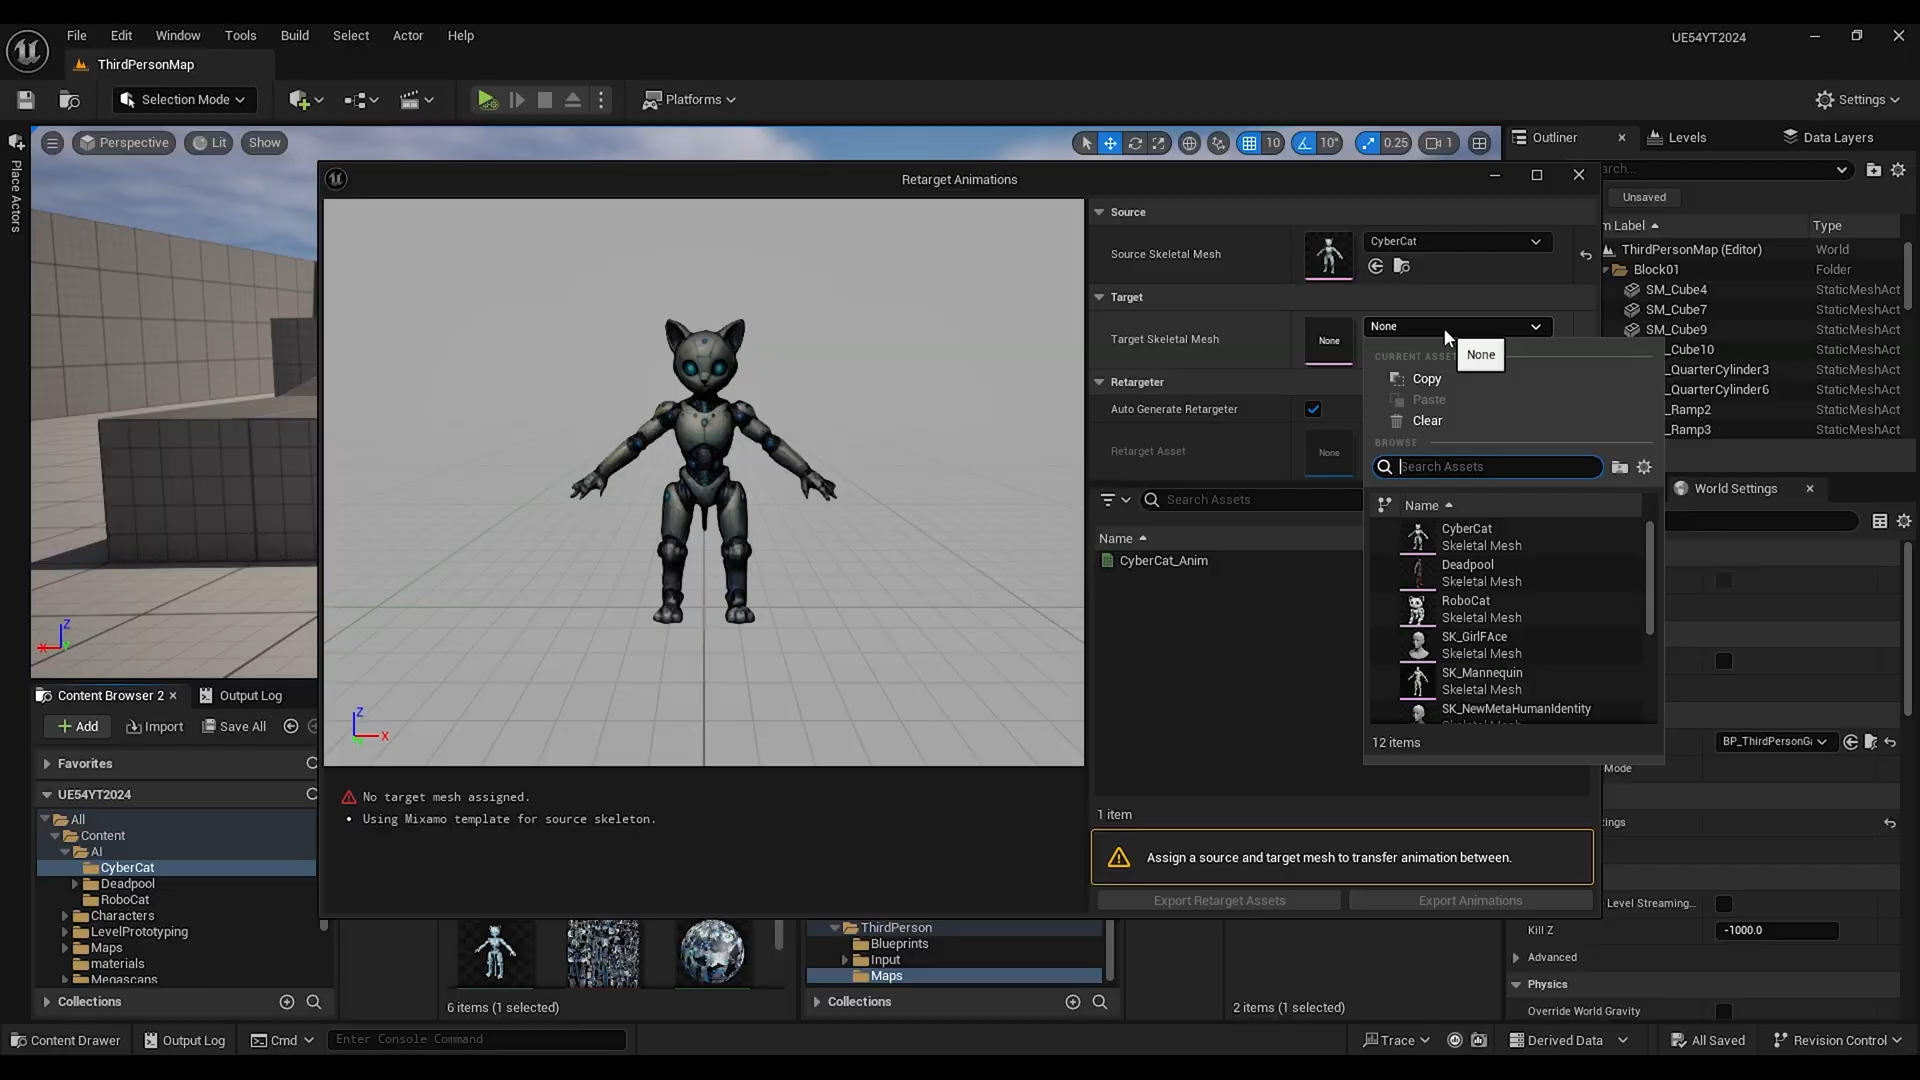 File Edit Window Tools Build Select Actor Help
UE54YT2024
ThirdPersonMap
Selection Mode
Platforms
Settings
Perspective Lit Show
10 10° 0.25 1
Outliner Levels Data Layers
Place Actors
Retarget Animations
Unsaved
Type
ThirdPersonMap (Editor) World
Block01 Folder
SM_Cube4 StaticMeshAct
SM_Cube7 StaticMeshAct
SM_Cube9 StaticMeshAct
_Cube10 StaticMeshAct
_QuarterCylinder3 StaticMeshAct
_QuarterCylinder6 StaticMeshAct
_Ramp2 StaticMeshAct
_Ramp3 StaticMeshAct
World Settings
Source
Source Skeletal Mesh
CyberCat
Target
Target Skeletal Mesh
None
None
None
Retargeter
Auto Generate Retargeter
Retarget Asset
None
Search Assets
Name
CyberCat_Anim
CURRENT ASSET
Copy
Paste
Clear
BROWSE
Search Assets
Name
CyberCat
Skeletal Mesh
Deadpool
Skeletal Mesh
RoboCat
Skeletal Mesh
SK_GirlFAce
Skeletal Mesh
SK_Mannequin
Skeletal Mesh
SK_NewMetaHumanIdentity
12 items
1 item
Assign a source and target mesh to transfer animation between.
Export Retarget Assets Export Animations
No target mesh assigned.
• Using Mixamo template for source skeleton.
Z
X
Z
X
Content Browser 2 Output Log
Add Import Save All
Favorites
UE54YT2024
All
Content
AI
CyberCat
Deadpool
RoboCat
Characters
LevelPrototyping
Maps
materials
Megascans
Collections
6 items (1 selected)
ThirdPerson
Blueprints
Input
Maps
Collections
2 items (1 selected)
BP_ThirdPersonG
Mode
Level Streaming...
Kill Z -1000.0
Advanced
Physics
Override World Gravity
Content Drawer Output Log Cmd Enter Console Command
Trace Derived Data All Saved Revision Control